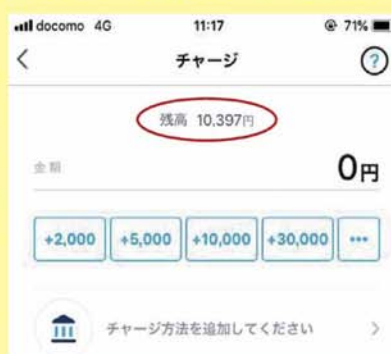 docomo 4G 11:17 71%
チャージ ?
残高 10,397円
金額 0円
+2,000 +5,000 +10,000 +30,000 •••
チャージ方法を追加してください